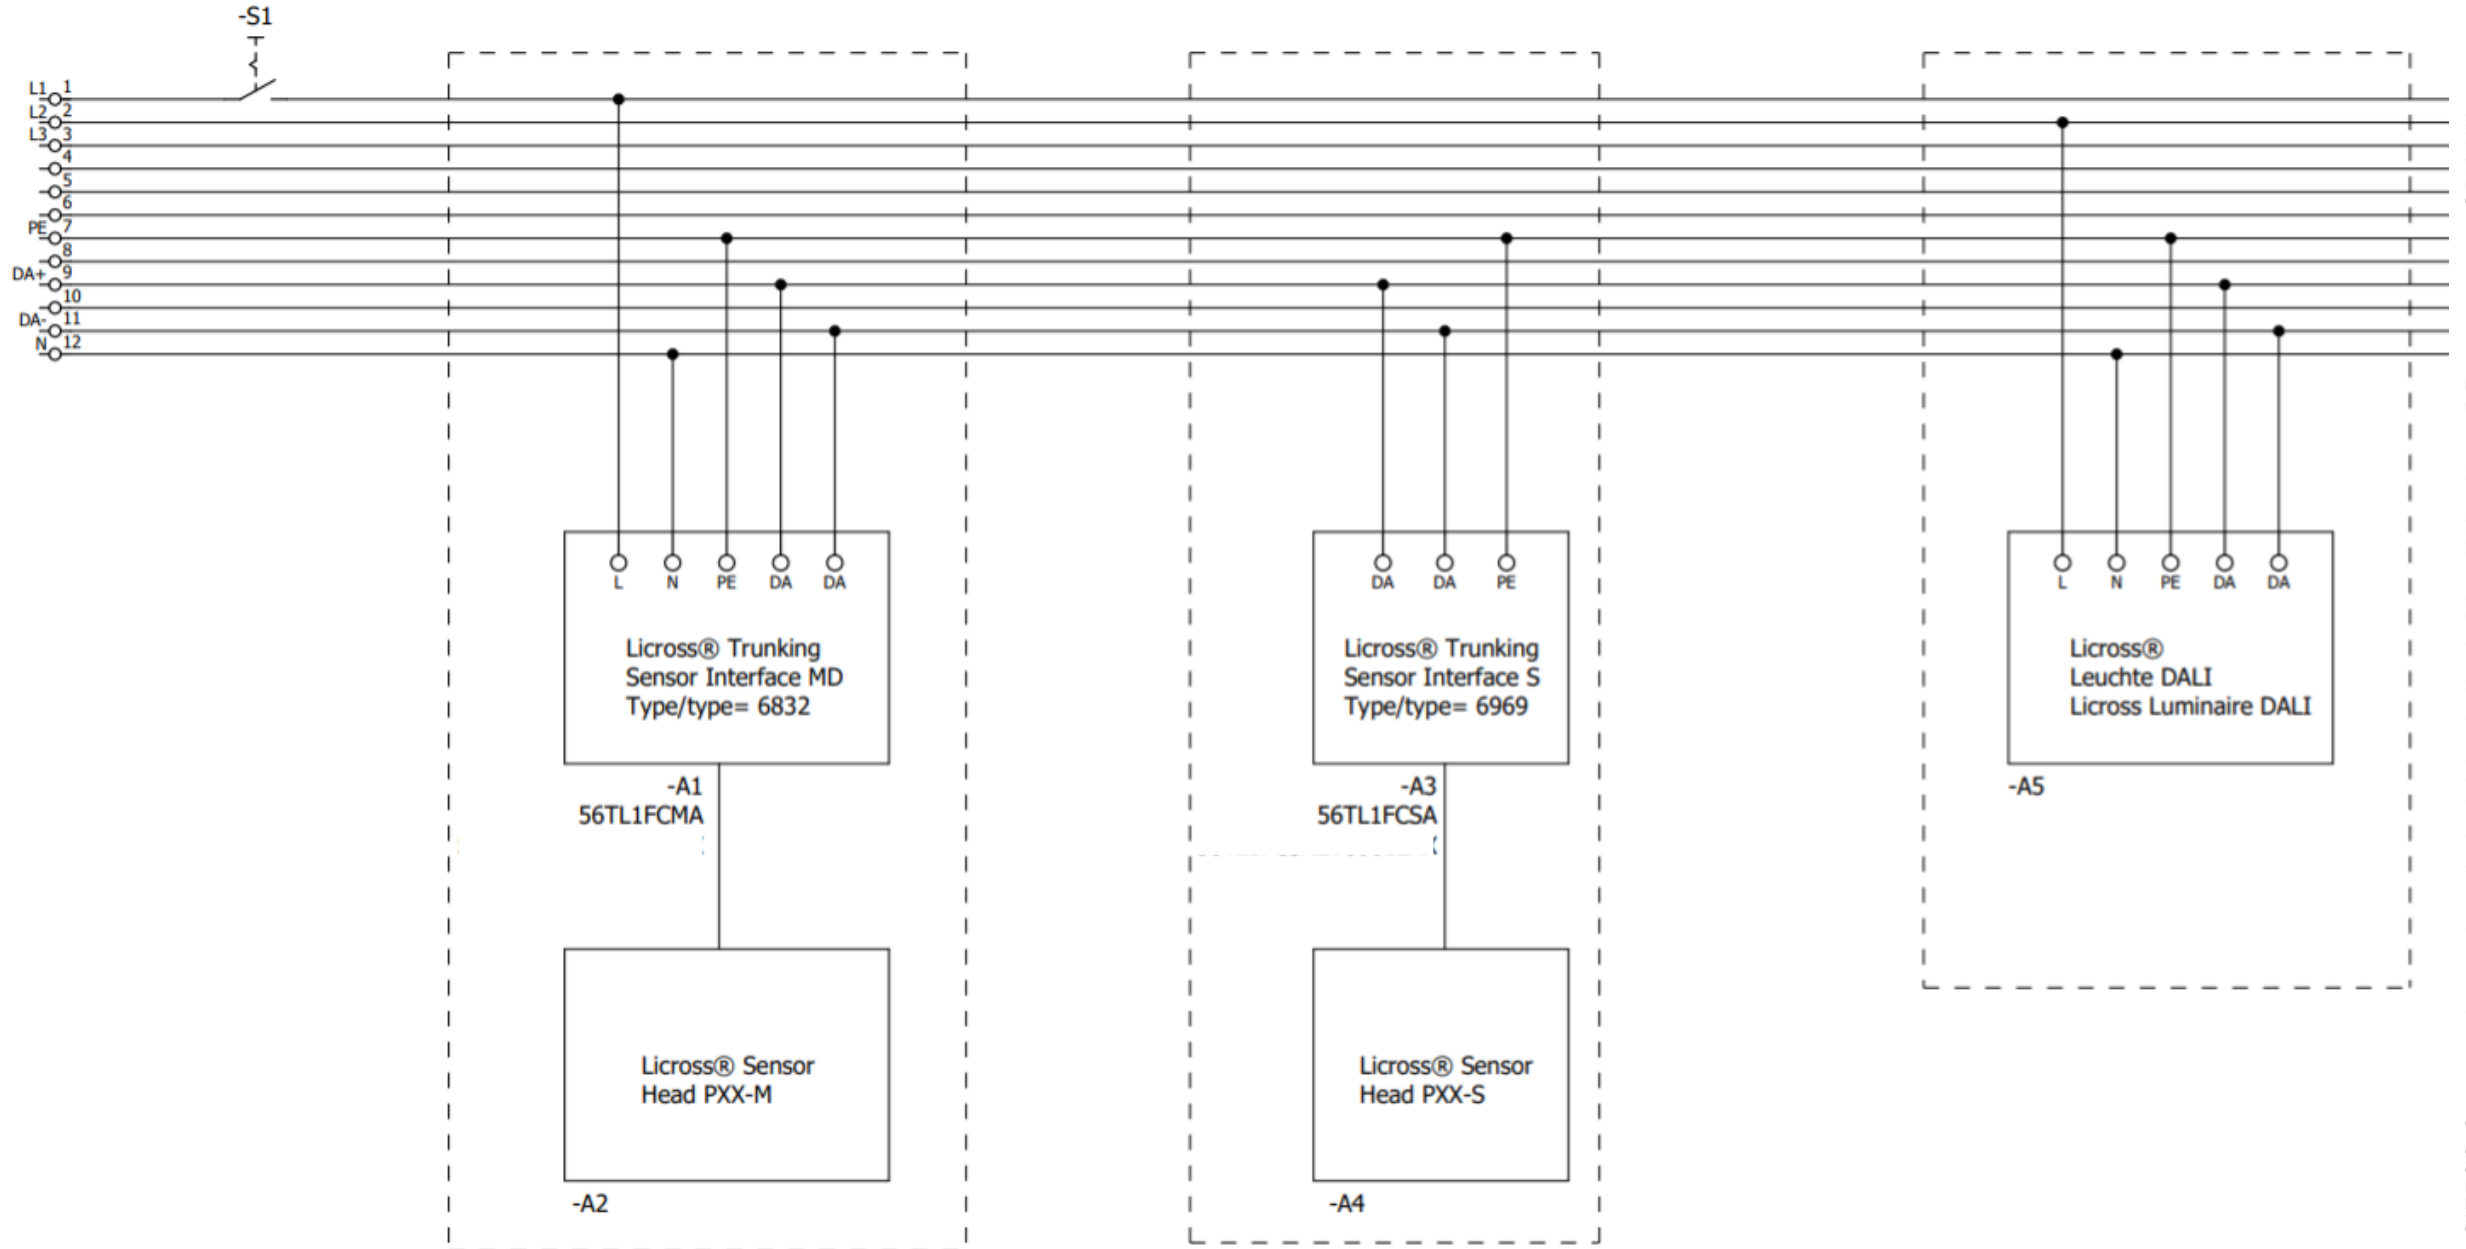 -S1
L1 1
L2 2
L3 3
4
5
6
PE 7
8
DA+ 9
10
DA- 11
N 12
L N PE DA DA
Licross® Trunking
Sensor Interface MD
Type/type= 6832
-A1
56TL1FCMA
Licross® Sensor
Head PXX-M
-A2
DA DA PE
Licross® Trunking
Sensor Interface S
Type/type= 6969
-A3
56TL1FCSA
Licross® Sensor
Head PXX-S
-A4
L N PE DA DA
Licross®
Leuchte DALI
Licross Luminaire DALI
-A5